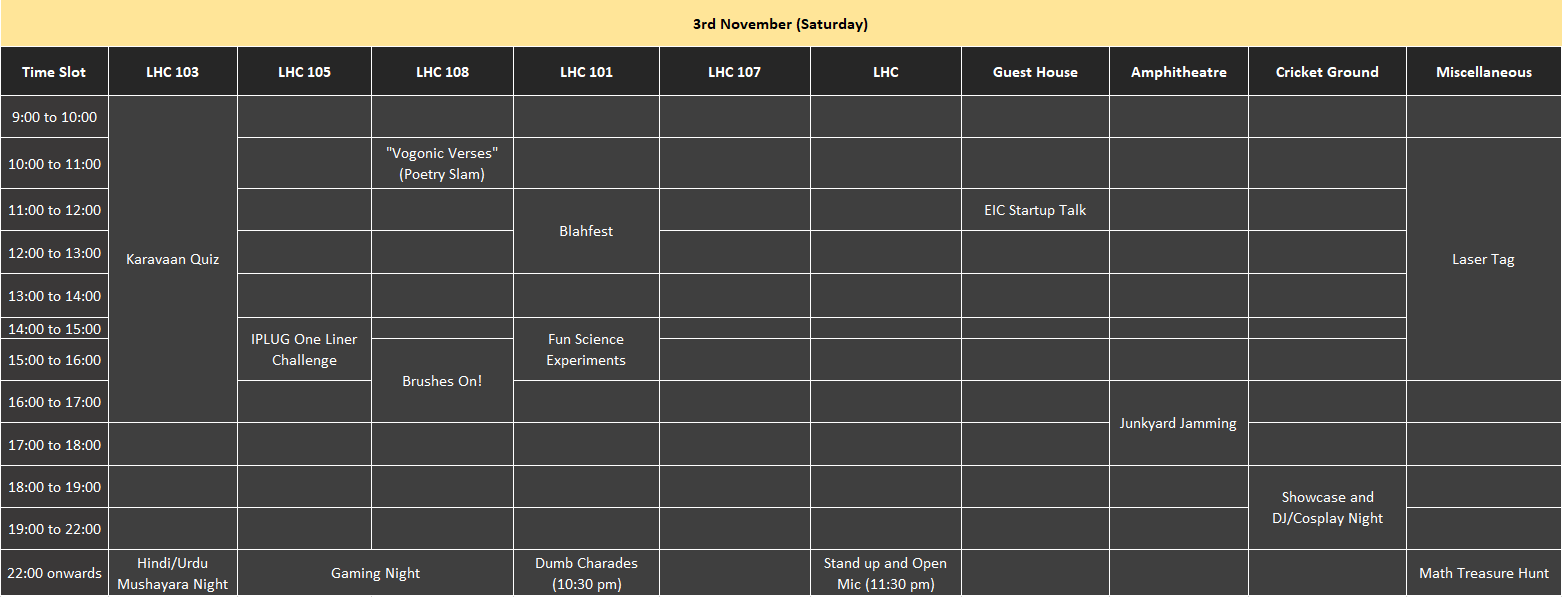 3rd November (Saturday)
Time Slot LHC 103 LHC 105 LHC 108 LHC 101 LHC 107 LHC Guest House Amphitheatre Cricket Ground Miscellaneous
9:00 to 10:00
10:00 to 11:00
"Vogonic Verses"
(Poetry Slam)
11:00 to 12:00
EIC Startup Talk
Blahfest
12:00 to 13:00
Karavaan Quiz
Laser Tag
13:00 to 14:00
14:00 to 15:00
IPLUG One Liner
Challenge
Fun Science
Experiments
15:00 to 16:00
Brushes On!
16:00 to 17:00
Junkyard Jamming
17:00 to 18:00
18:00 to 19:00
Showcase and
DJ/Cosplay Night
19:00 to 22:00
22:00 onwards
Hindi/Urdu
Mushayara Night
Gaming Night
Dumb Charades
(10:30 pm)
Stand up and Open
Mic (11:30 pm)
Math Treasure Hunt